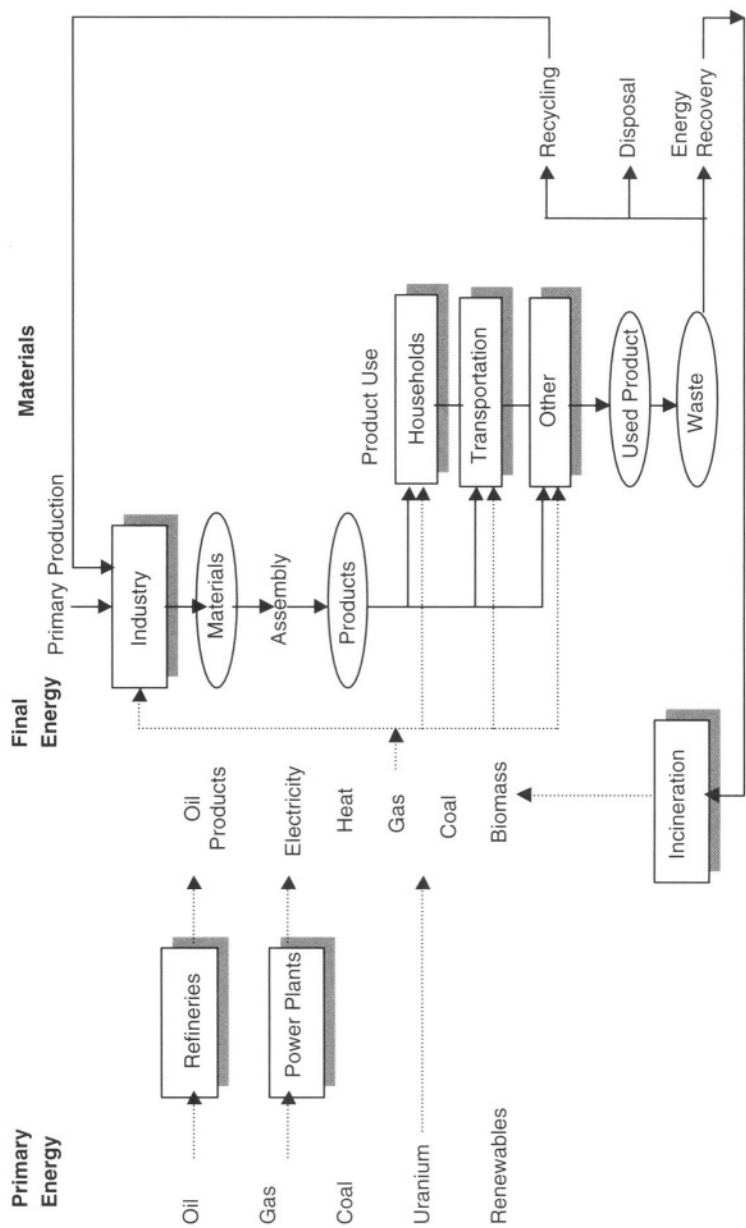 Primary
Energy
Final
Energy
Materials
Oil
Gas
Coal
Uranium
Renewables
Refineries
Power Plants
Oil
Products
Electricity
Heat
Gas
Coal
Biomass
Incineration
Primary Production
Industry
Materials
Assembly
Products
Product Use
Households
Transportation
Other
Used Product
Waste
Recycling
Disposal
Energy
Recovery